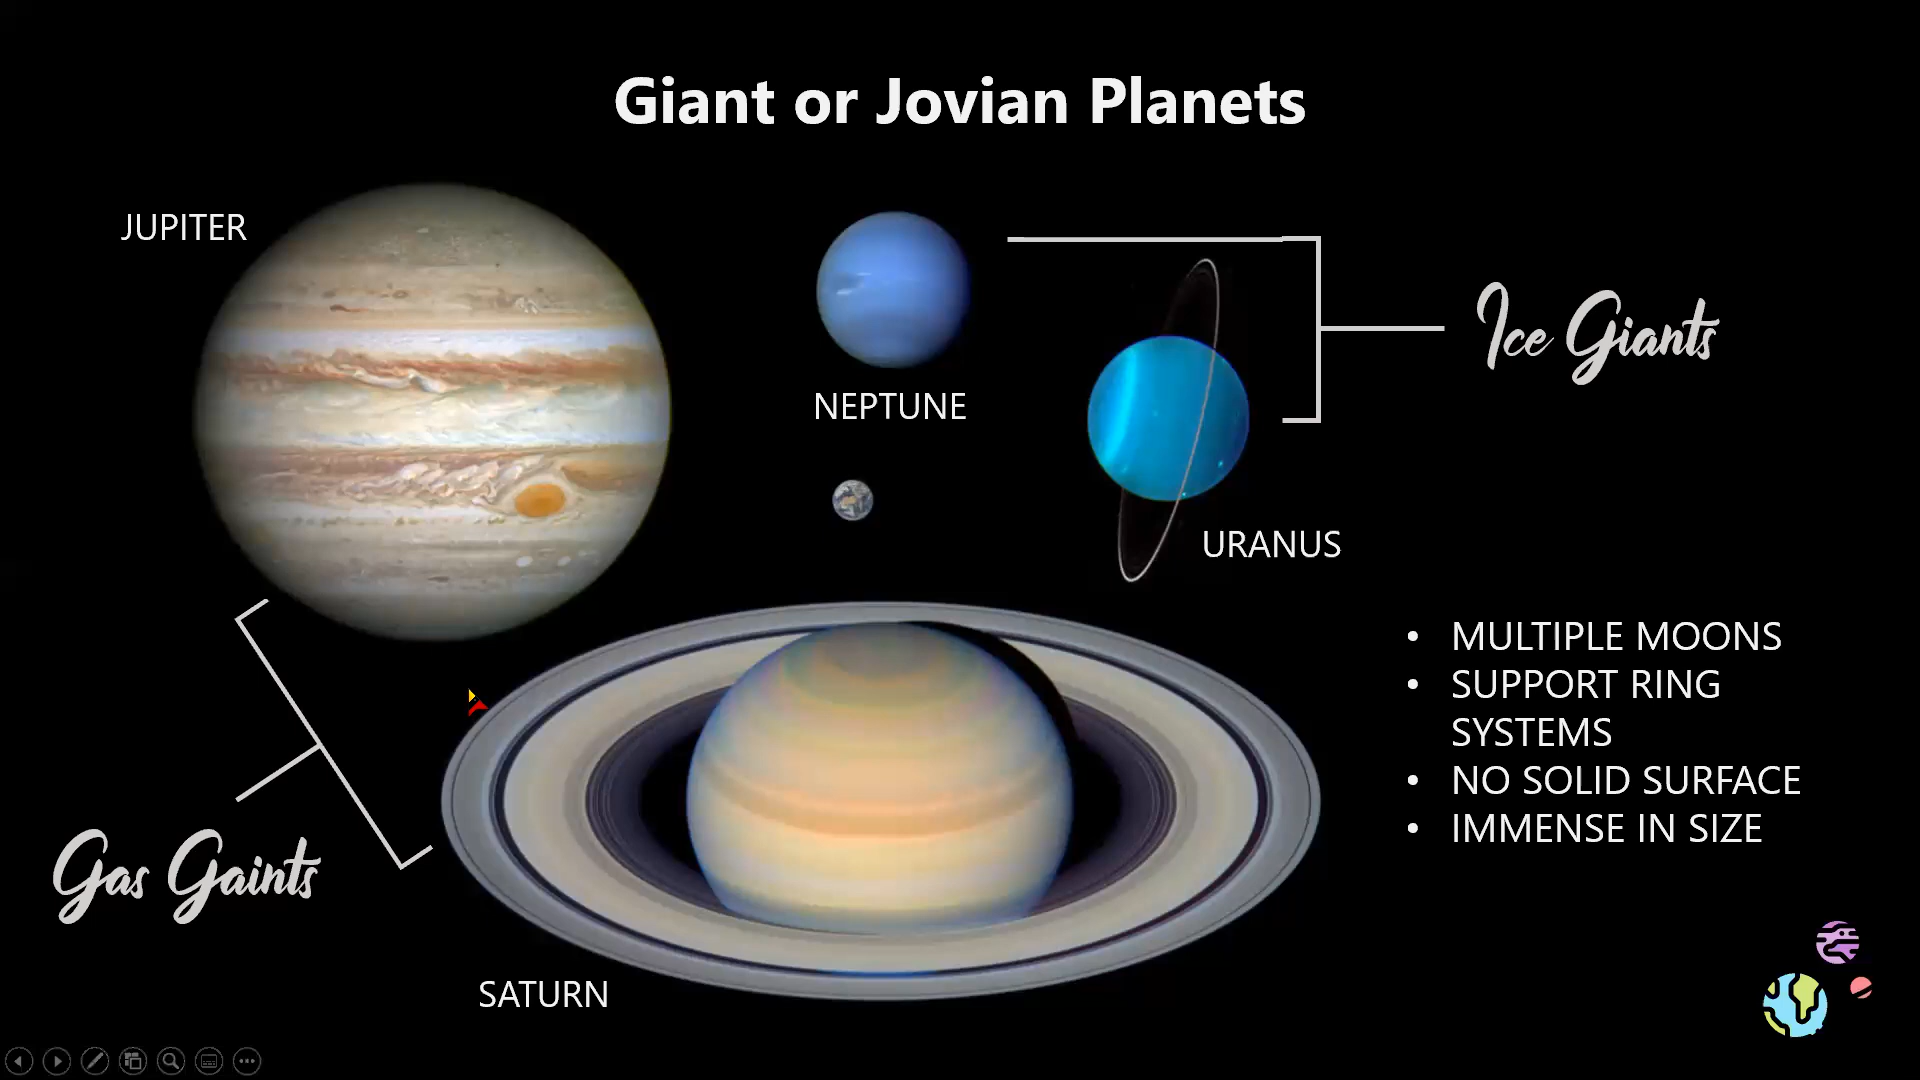 Giant or Jovian Planets
JUPITER
NEPTUNE
Ice Giants
URANUS
• MULTIPLE MOONS
• SUPPORT RING
SYSTEMS
• NO SOLID SURFACE
• IMMENSE IN SIZE
Gas Gaints
SATURN